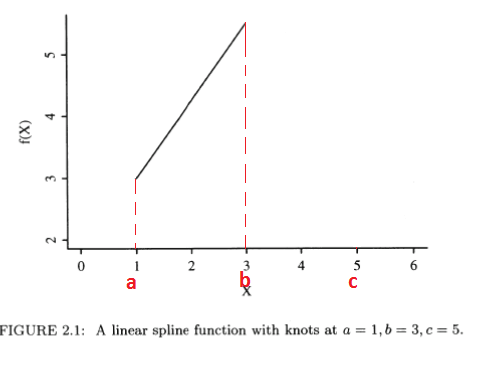 5
4
f(X)
3
2
0 1 2 3 4 5 6
a b c
X
FIGURE 2.1: A linear spline function with knots at a = 1, b = 3, c = 5.